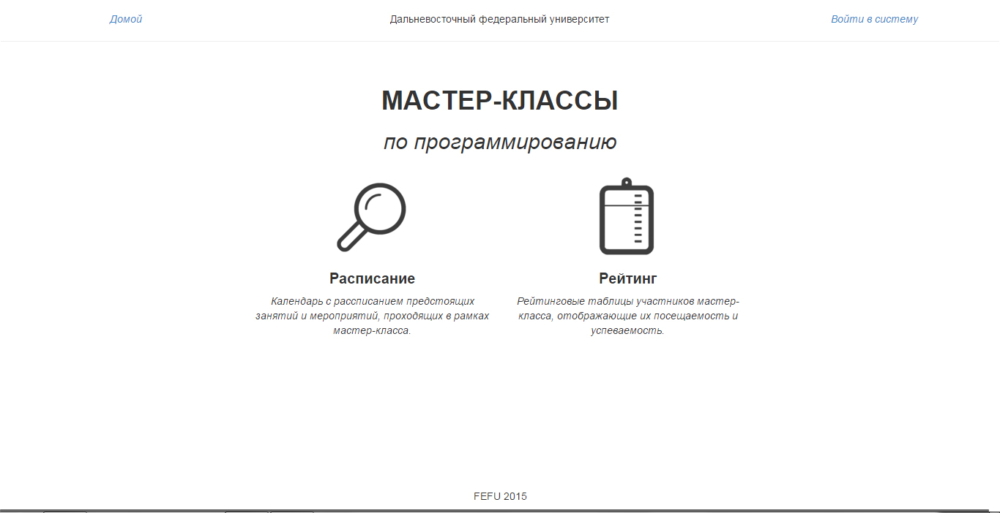 Домой
Дальневосточный федеральный университет
Войти в систему
МАСТЕР-КЛАССЫ
по программированию
Расписание
Календарь с рассписанием предстоящих
занятий и мероприятий, проходящих в рамках
мастер-класса.
Рейтинг
Рейтинговые таблицы участников мастер-
класса, отображающие их посещаемость и
успеваемость.
FEFU 2015